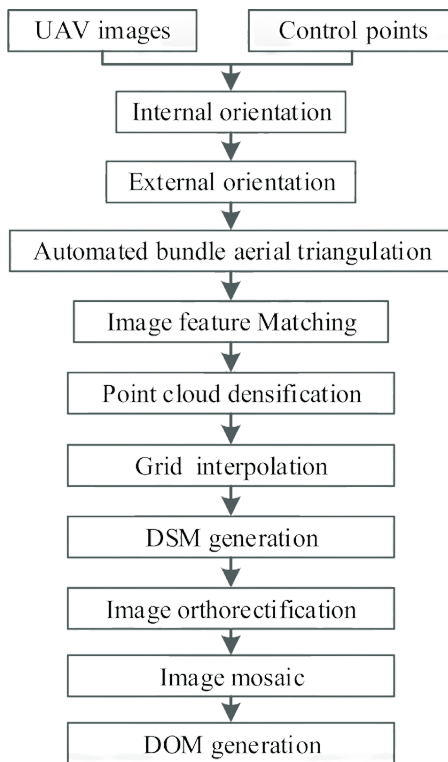 UAV images
Control points
Internal orientation
External orientation
Automated bundle aerial triangulation
Image feature Matching
Point cloud densification
Grid interpolation
DSM generation
Image orthorectification
Image mosaic
DOM generation